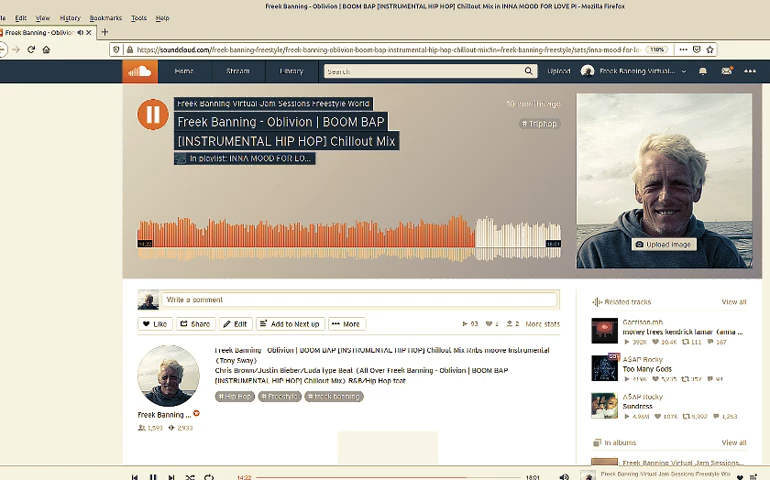 Freek Banning - Oblivion | BOOM BAP [INSTRUMENTAL HIP HOP] Chillout Mix in INNA MOOD FOR LOVE Pl - Mozilla Firefox
Edit View History Bookmarks Tools Help
Freek Banning - Oblivion
https://soundcloud.com/freek-banning-freestyle/freek-banning-oblivion-boom-bap-instrumental-hip-hop-chillout-mix?in=freek-banning-freestyle/sets/inna-mood-for-lo
110%
Home Stream Library Search Upload Freek Banning Virtual...
Freek Banning Virtual Jam Sessions Freestyle World
10 months ago
Freek Banning - Oblivion | BOOM BAP
# Triphop
[INSTRUMENTAL HIP HOP] Chillout Mix
In playlist: INNA MOOD FOR LO...
Upload image
14:22 18:01
Write a comment
Like Share Edit Add to Next up More
93 1 2 More stats
Freek Banning - Oblivion | BOOM BAP [INSTRUMENTAL HIP HOP] Chillout Mix Rnbs moove Instrumental
(Tony Sway)
Chris Brown/Justin Bieber/Luda Type Beat (All Over Freek Banning - Oblivion | BOOM BAP
[INSTRUMENTAL HIP HOP] Chillout Mix) R&B/Hip Hop feat
# Hip Hop # Freestyle # freek banning
Freek Banning ...
1,593 2,933
Related tracks View all
Garrison.mh
money trees kendrick lamar (anna ...
392K 10.4K 111 167
A$AP Rocky
Too Many Gods
419K 5,235 357 94
A$AP Rocky
Sundress
4.96M 107K 5,992 1,253
In albums View all
Freek Banning Virtual Jam Sessions...
14:22 18:01
Freek Banning Virtual Jam Sessions Freestyle Wo